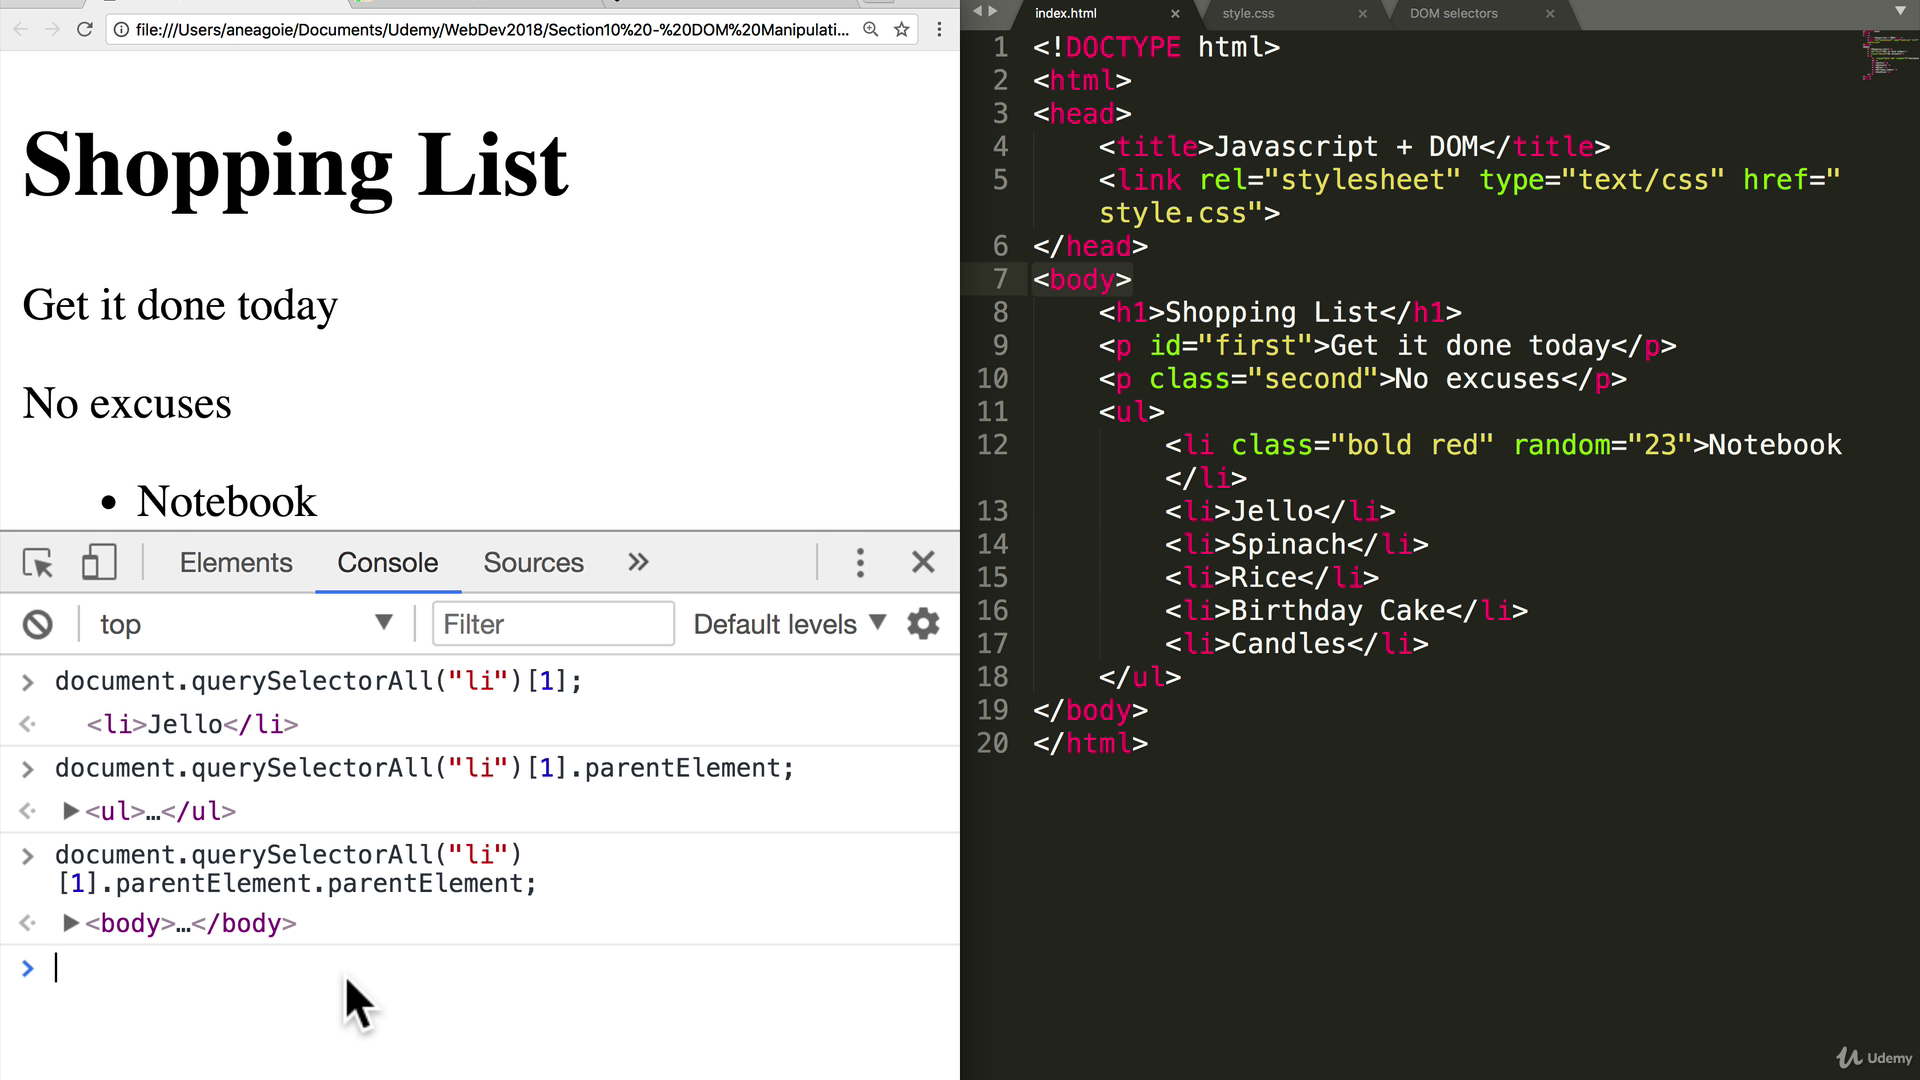 file:///Users/aneagoie/Documents/Udemy/WebDev2018/Section10%20-%20DOM%20Manipulati...
Shopping List
Get it done today
No excuses
• Notebook
Elements Console Sources »
top Filter Default levels
> document.querySelectorAll("li")[1];
<li>Jello</li>
> document.querySelectorAll("li")[1].parentElement;
<ul>…</ul>
> document.querySelectorAll("li")
[1].parentElement.parentElement;
<body>…</body>
>
index.html style.css DOM selectors
1 <!DOCTYPE html>
2 <html>
3 <head>
4 <title>Javascript + DOM</title>
5 <link rel="stylesheet" type="text/css" href="
style.css">
6 </head>
7 <body>
8 <h1>Shopping List</h1>
9 <p id="first">Get it done today</p>
10 <p class="second">No excuses</p>
11 <ul>
12 <li class="bold red" random="23">Notebook
</li>
13 <li>Jello</li>
14 <li>Spinach</li>
15 <li>Rice</li>
16 <li>Birthday Cake</li>
17 <li>Candles</li>
18 </ul>
19 </body>
20 </html>
Udemy